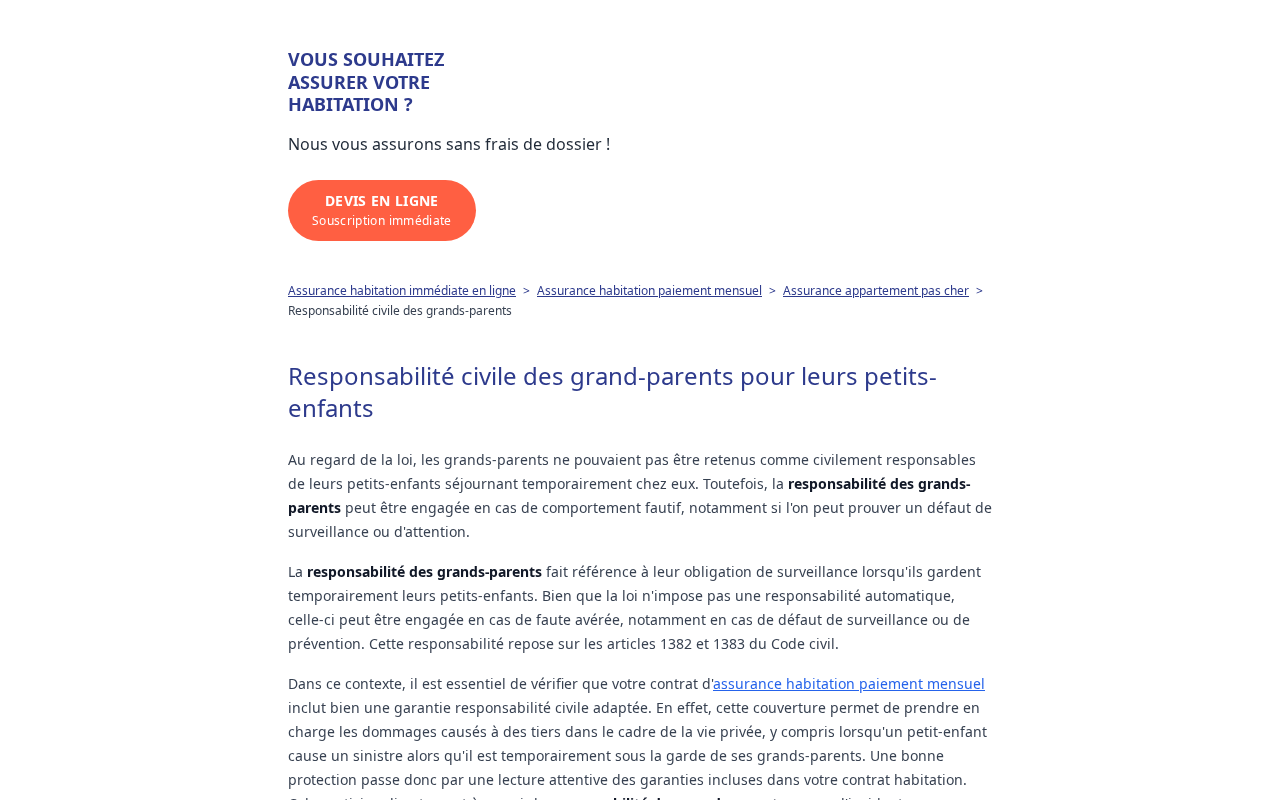 VOUS SOUHAITEZ
ASSURER VOTRE
HABITATION ?
Nous vous assurons sans frais de dossier !
DEVIS EN LIGNE
Souscription immédiate
Assurance habitation immédiate en ligne > Assurance habitation paiement mensuel > Assurance appartement pas cher >
Responsabilité civile des grands-parents
Responsabilité civile des grand-parents pour leurs petits-
enfants
Au regard de la loi, les grands-parents ne pouvaient pas être retenus comme civilement responsables
de leurs petits-enfants séjournant temporairement chez eux. Toutefois, la responsabilité des grands-
parents peut être engagée en cas de comportement fautif, notamment si l'on peut prouver un défaut de
surveillance ou d'attention.
La responsabilité des grands-parents fait référence à leur obligation de surveillance lorsqu'ils gardent
temporairement leurs petits-enfants. Bien que la loi n'impose pas une responsabilité automatique,
celle-ci peut être engagée en cas de faute avérée, notamment en cas de défaut de surveillance ou de
prévention. Cette responsabilité repose sur les articles 1382 et 1383 du Code civil.
Dans ce contexte, il est essentiel de vérifier que votre contrat d'assurance habitation paiement mensuel
inclut bien une garantie responsabilité civile adaptée. En effet, cette couverture permet de prendre en
charge les dommages causés à des tiers dans le cadre de la vie privée, y compris lorsqu'un petit-enfant
cause un sinistre alors qu'il est temporairement sous la garde de ses grands-parents. Une bonne
protection passe donc par une lecture attentive des garanties incluses dans votre contrat habitation.